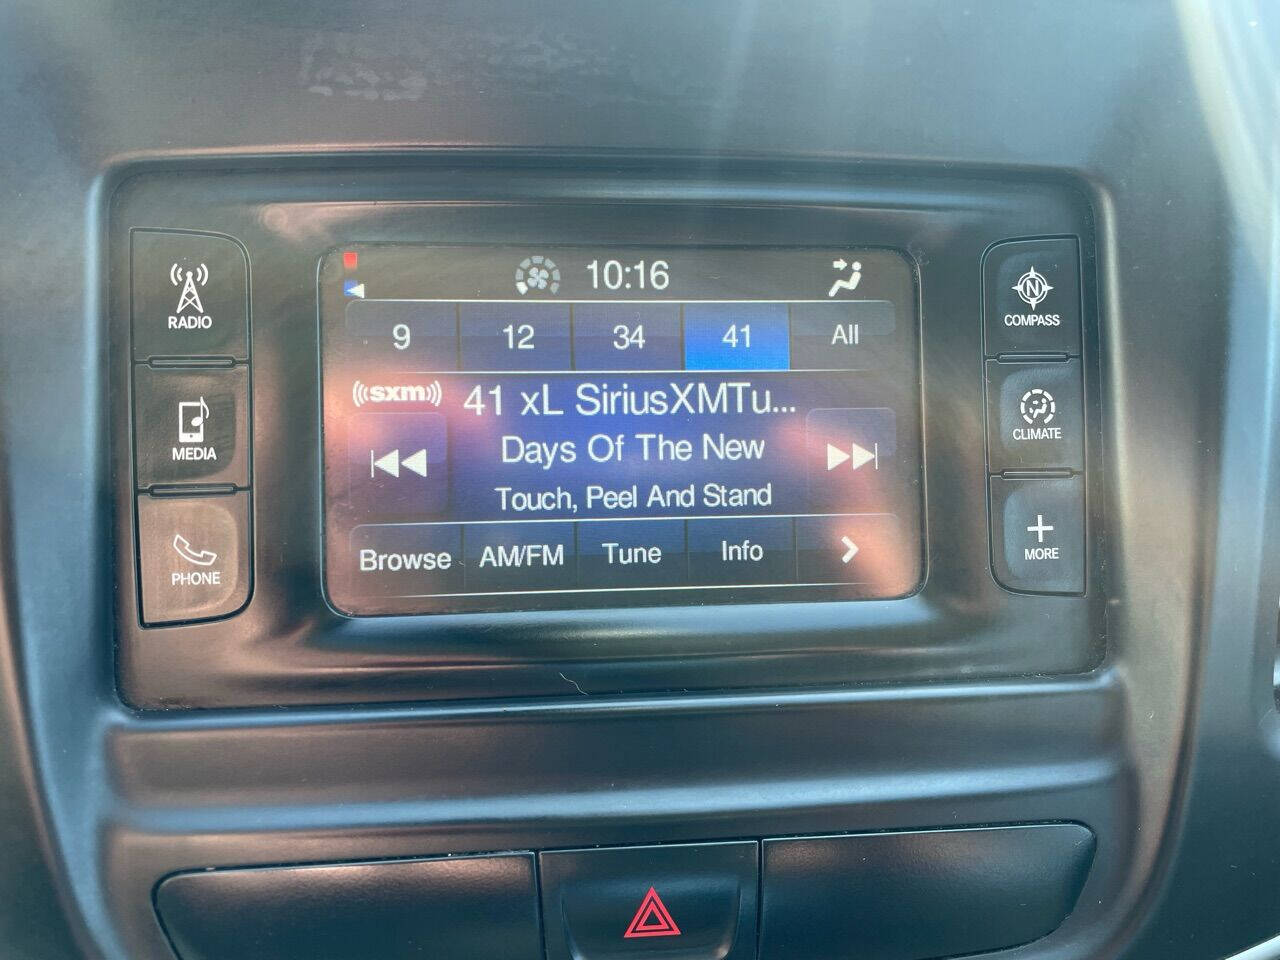 RADIO
MEDIA
PHONE
10:16
9 12 34 41 All
((sxm)) 41 xL SiriusXMTu...
Days Of The New
Touch, Peel And Stand
Browse AM/FM Tune Info
N
COMPASS
CLIMATE
MORE